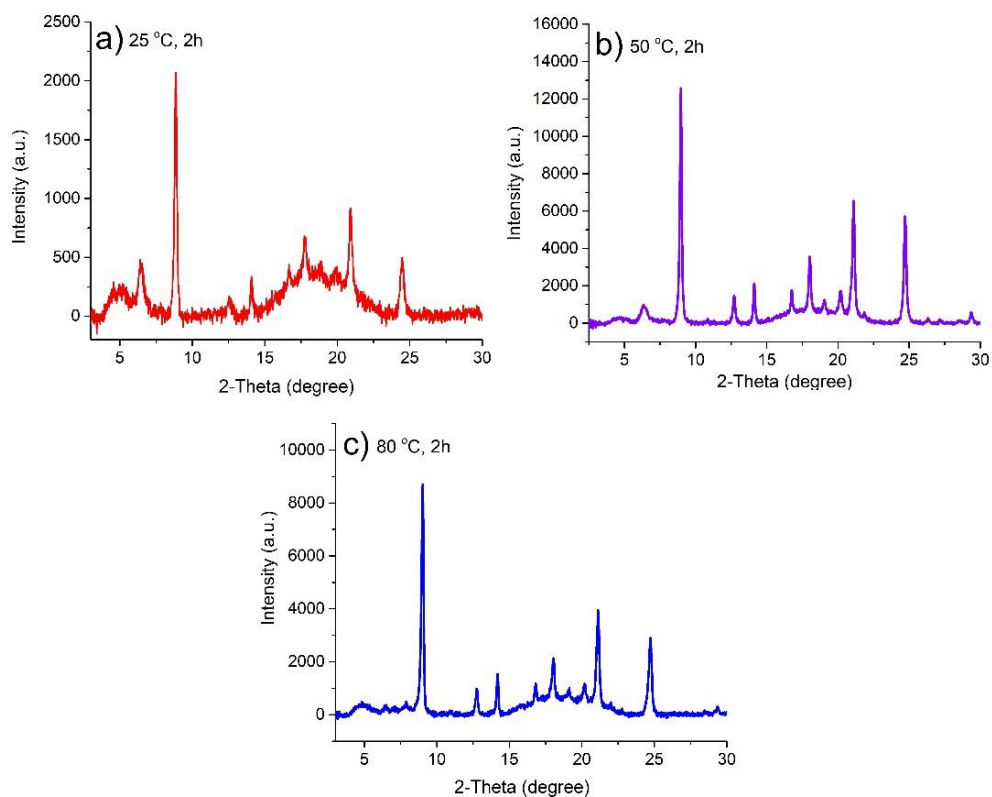 a) 25 °C, 2h
2500
2000
1500
1000
500
0
Intensity (a.u.)
5 10 15 20 25 30
2-Theta (degree)
b) 50 °C, 2h
16000
14000
12000
10000
8000
6000
4000
2000
0
Intensity (a.u.)
5 10 15 20 25 30
2-Theta (degree)
c) 80 °C, 2h
10000
8000
6000
4000
2000
0
Intensity (a.u.)
5 10 15 20 25 30
2-Theta (degree)